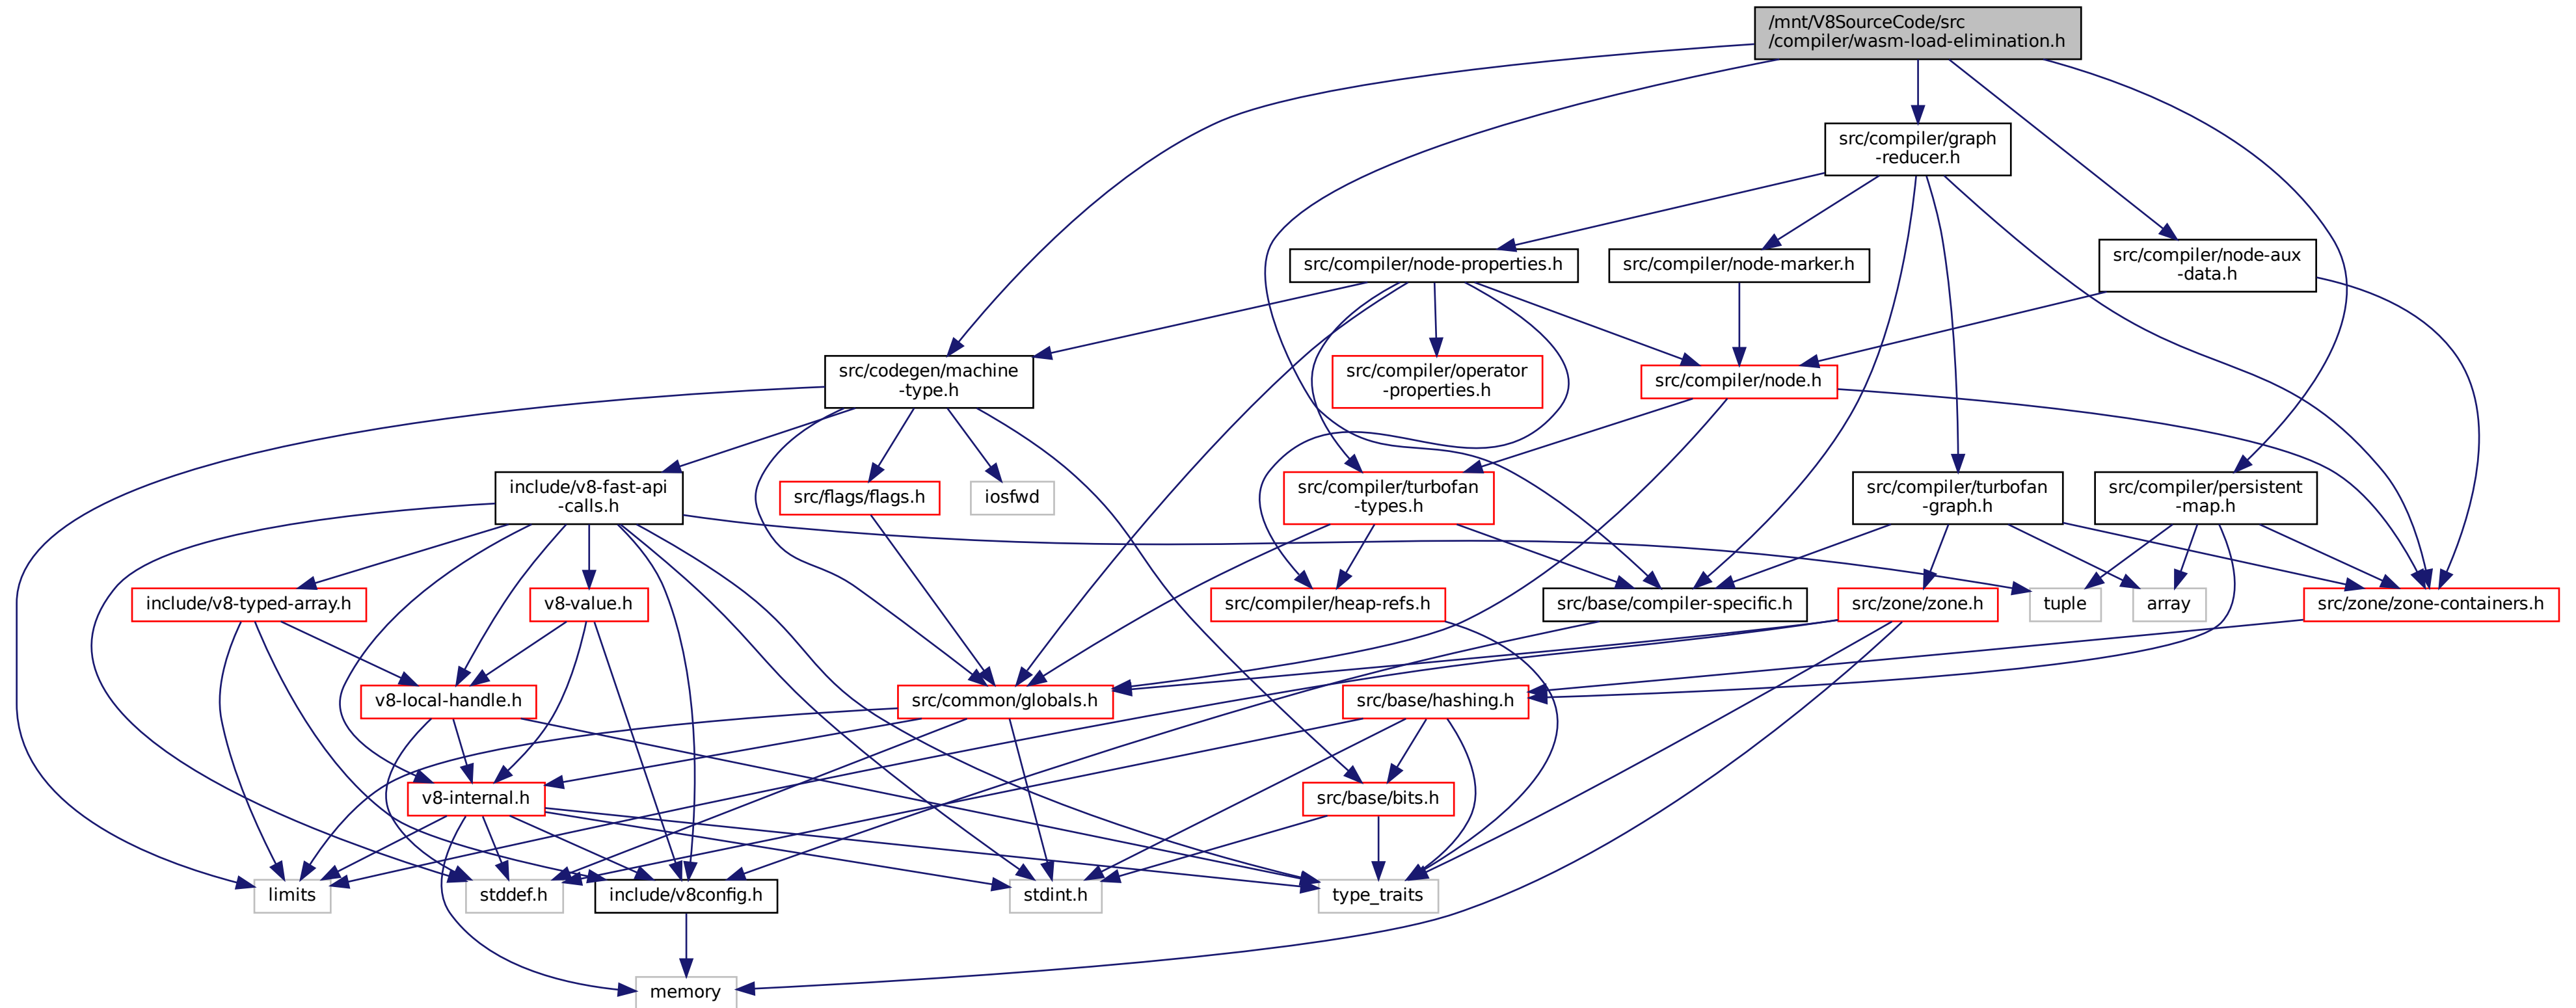 /mnt/V8SourceCode/src
/compiler/wasm-load-elimination.h
src/compiler/graph
-reducer.h
src/compiler/node-properties.h
src/compiler/node-marker.h
src/compiler/node-aux
-data.h
src/codegen/machine
-type.h
src/compiler/operator
-properties.h
src/compiler/node.h
include/v8-fast-api
-calls.h
src/flags/flags.h
iosfwd
src/compiler/turbofan
-types.h
src/compiler/turbofan
-graph.h
src/compiler/persistent
-map.h
include/v8-typed-array.h
v8-value.h
src/compiler/heap-refs.h
src/base/compiler-specific.h
src/zone/zone.h
tuple
array
src/zone/zone-containers.h
v8-local-handle.h
src/common/globals.h
src/base/hashing.h
v8-internal.h
src/base/bits.h
limits
stddef.h
include/v8config.h
stdint.h
type_traits
memory